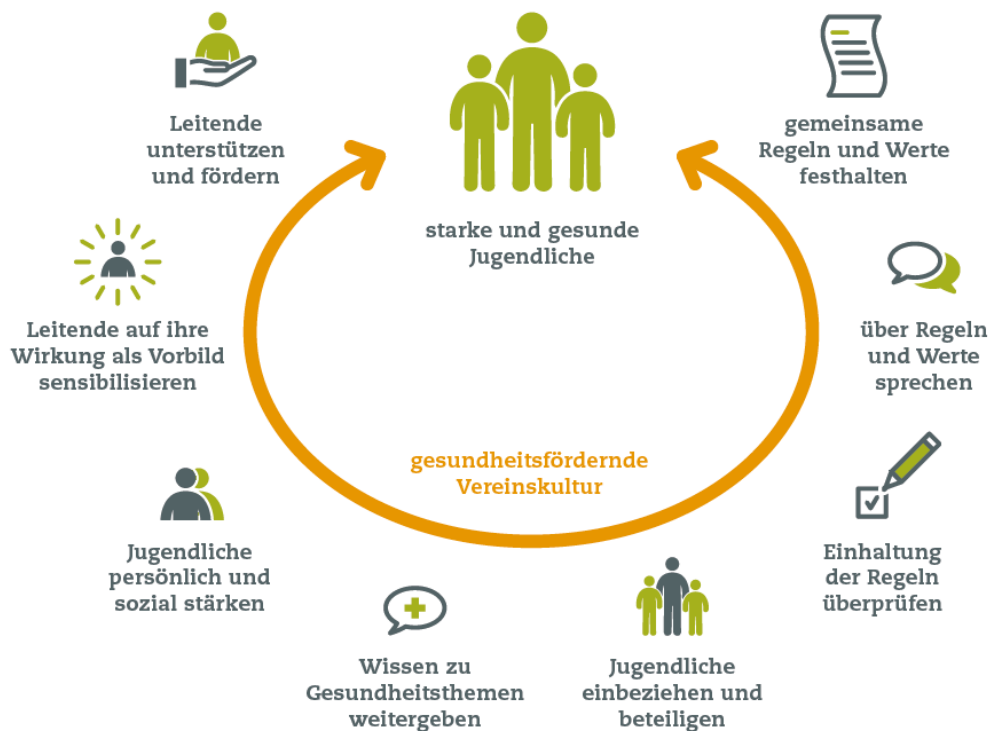 starke und gesunde
Jugendliche
gemeinsame
Regeln und Werte
festhalten
über Regeln
und Werte
sprechen
Einhaltung
der Regeln
überprüfen
Jugendliche
einbeziehen und
beteiligen
Wissen zu
Gesundheitsthemen
weitergeben
Jugendliche
persönlich und
sozial stärken
Leitende auf ihre
Wirkung als Vorbild
sensibilisieren
Leitende
unterstützen
und fördern
gesundheitsfördernde
Vereinskultur